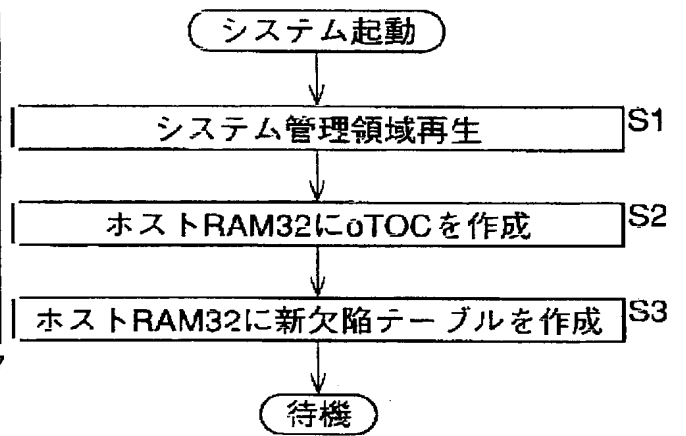 システム起動
システム管理領域再生 S1
ホストRAM32にoTOCを作成 S2
ホストRAM32に新欠陥テーブルを作成 S3
待機